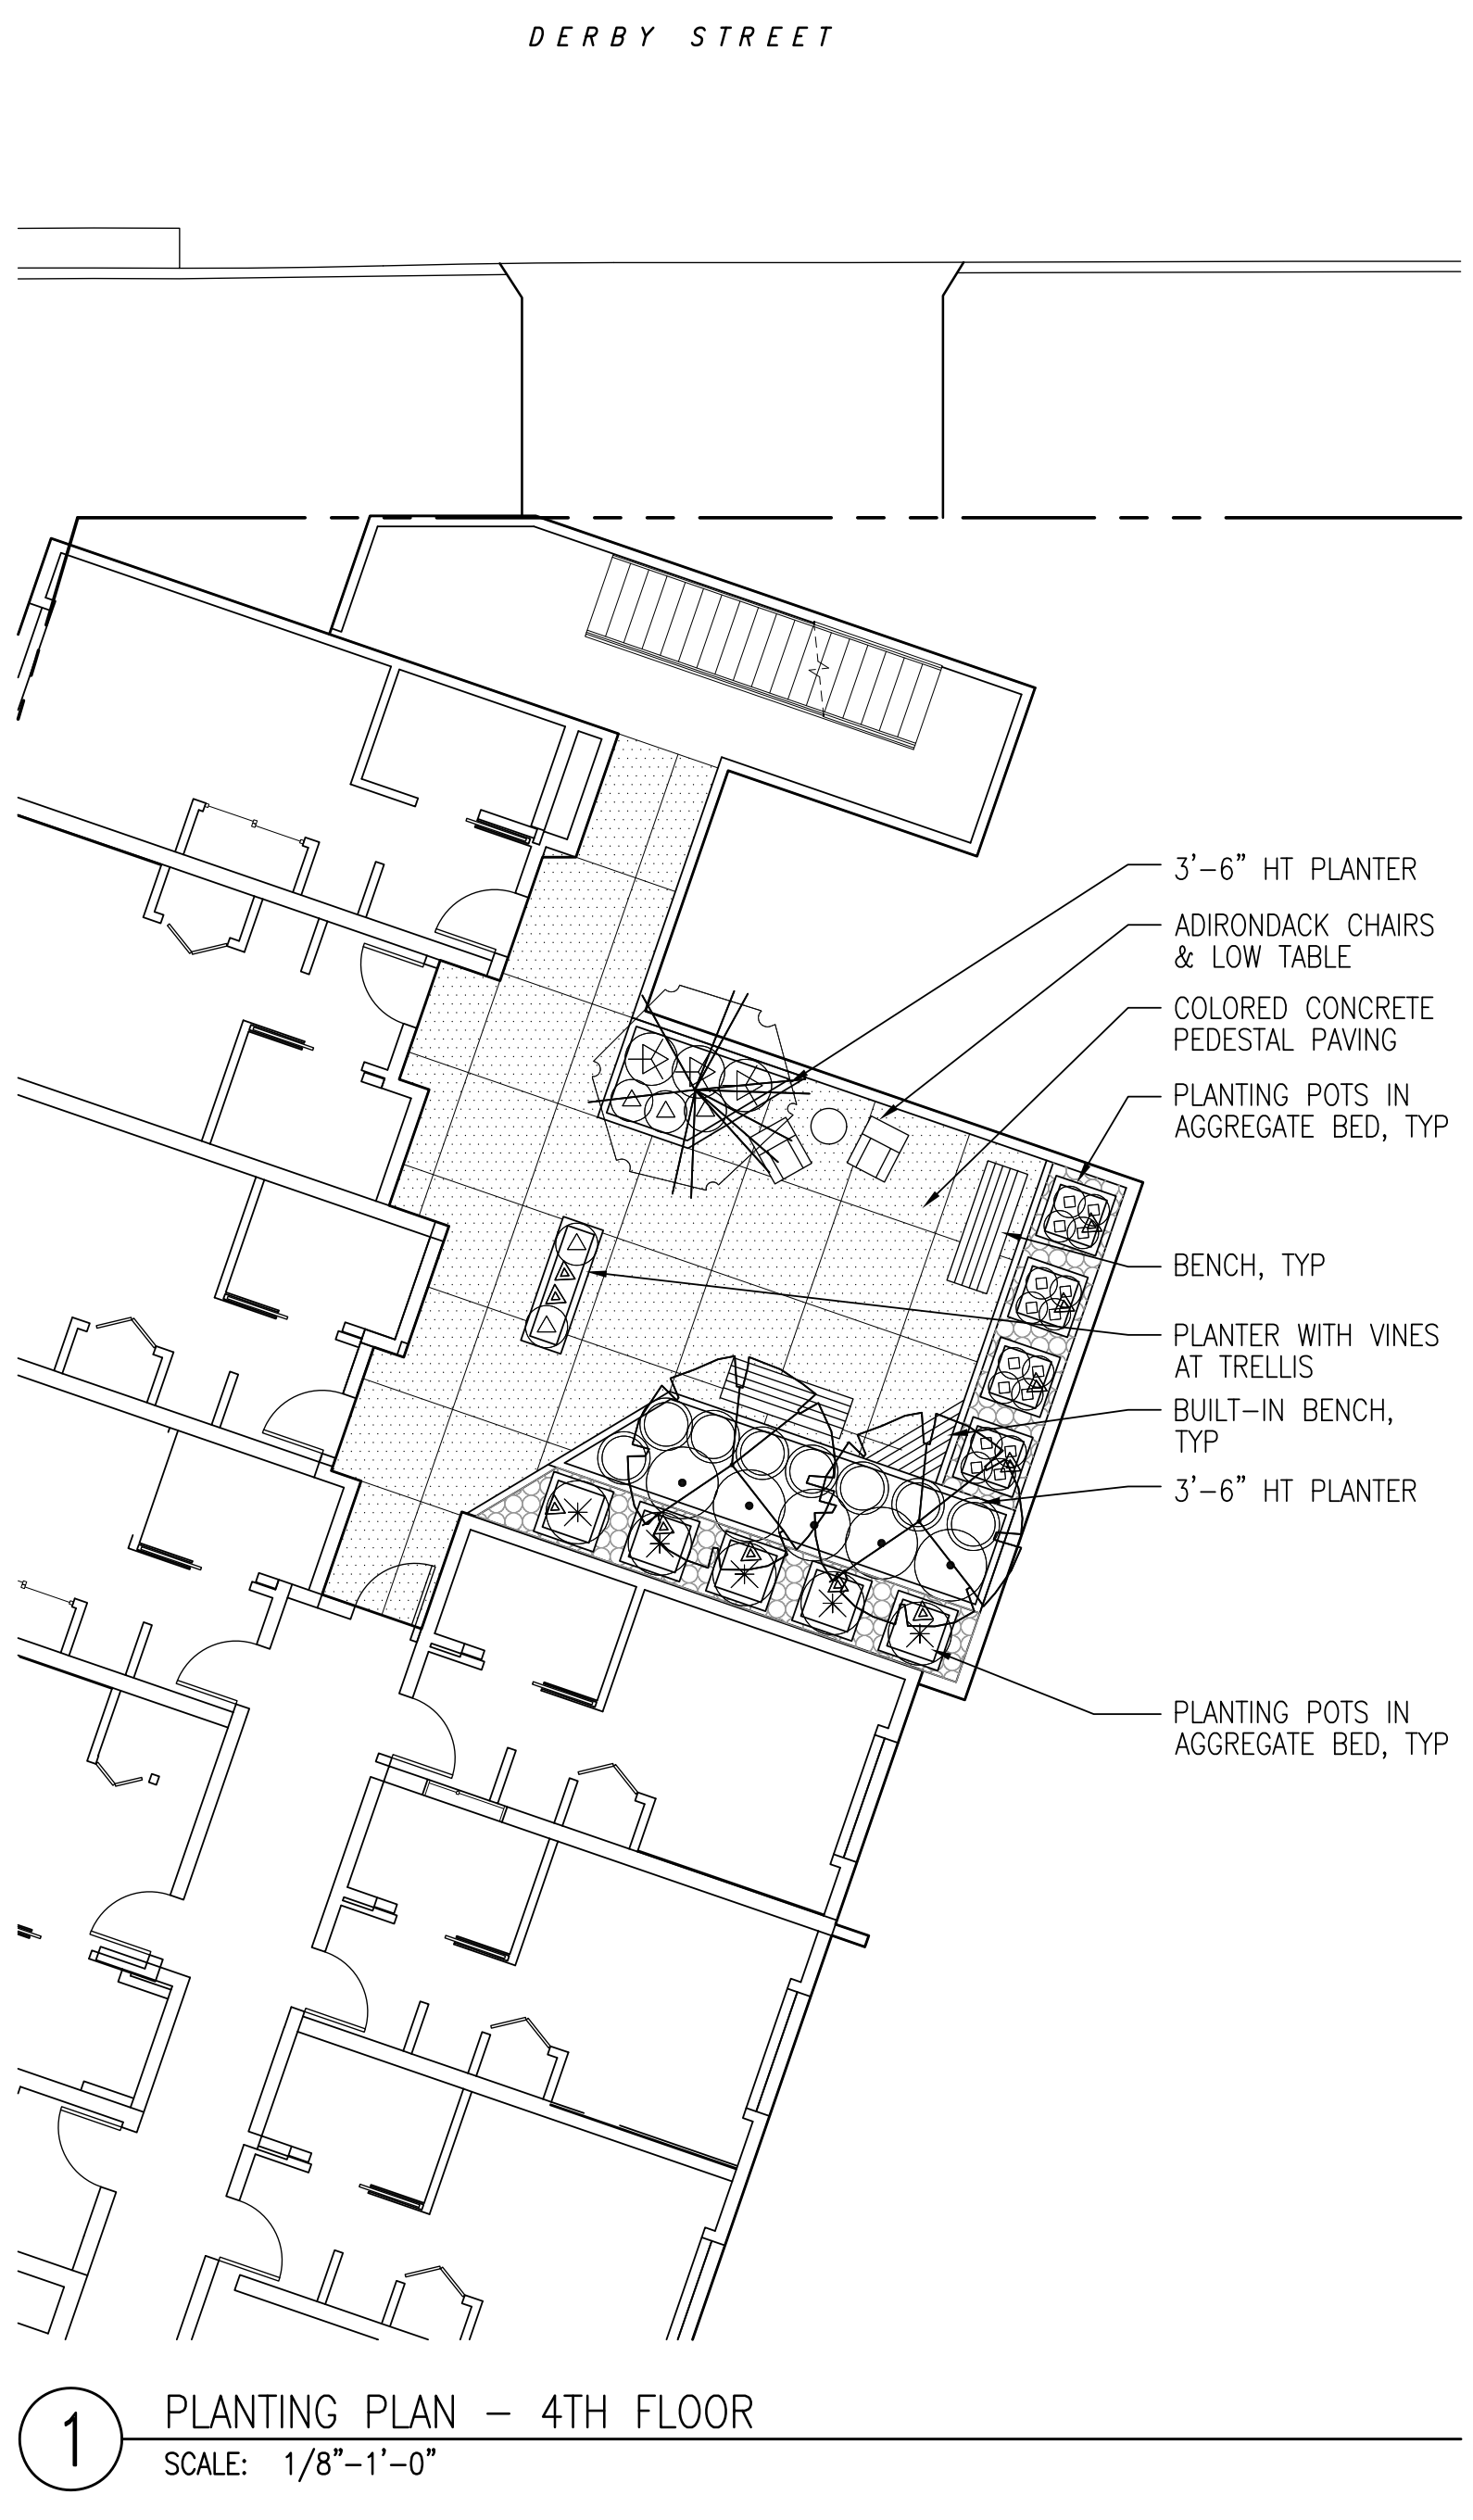 DERBY STREET
3'-6" HT PLANTER
ADIRONDACK CHAIRS
& LOW TABLE
COLORED CONCRETE
PEDESTAL PAVING
PLANTING POTS IN
AGGREGATE BED, TYP
BENCH, TYP
PLANTER WITH VINES
AT TRELLIS
BUILT-IN BENCH,
TYP
3'-6" HT PLANTER
PLANTING POTS IN
AGGREGATE BED, TYP
1
PLANTING PLAN - 4TH FLOOR
SCALE: 1/8"-1'-0"